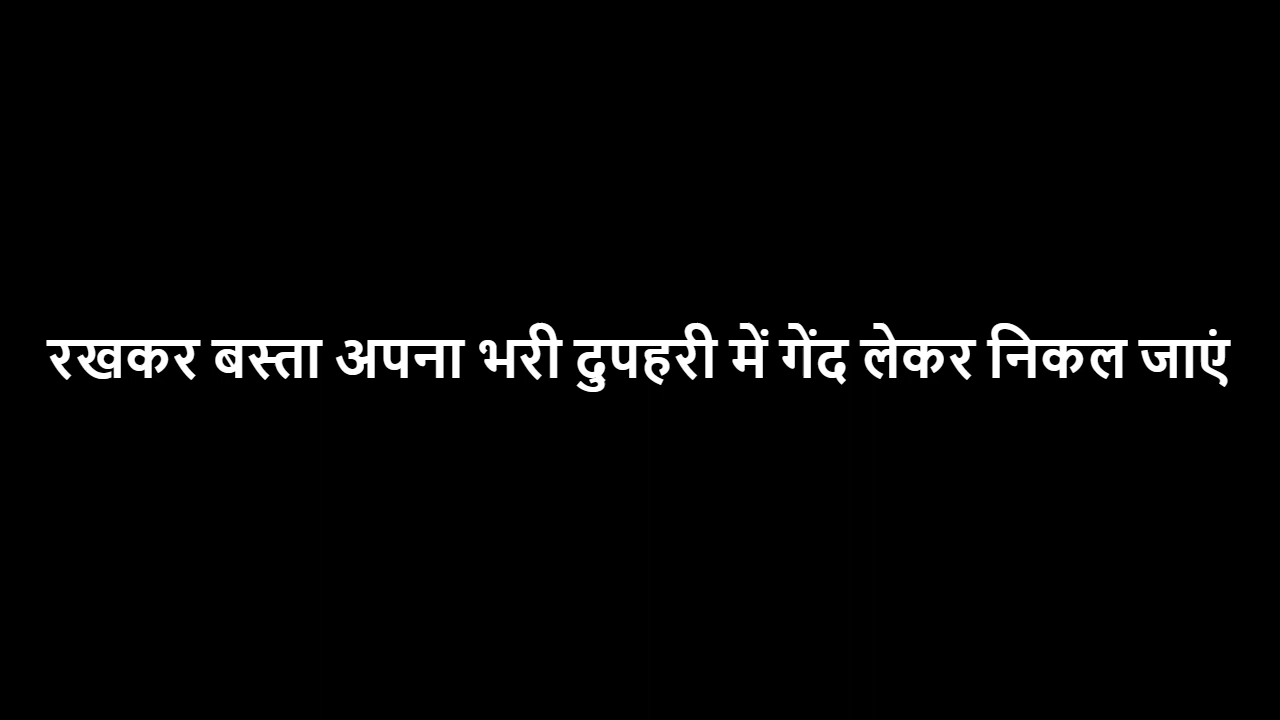 रखकर बस्ता अपना भरी दुपहरी में गेंद लेकर निकल जाएं